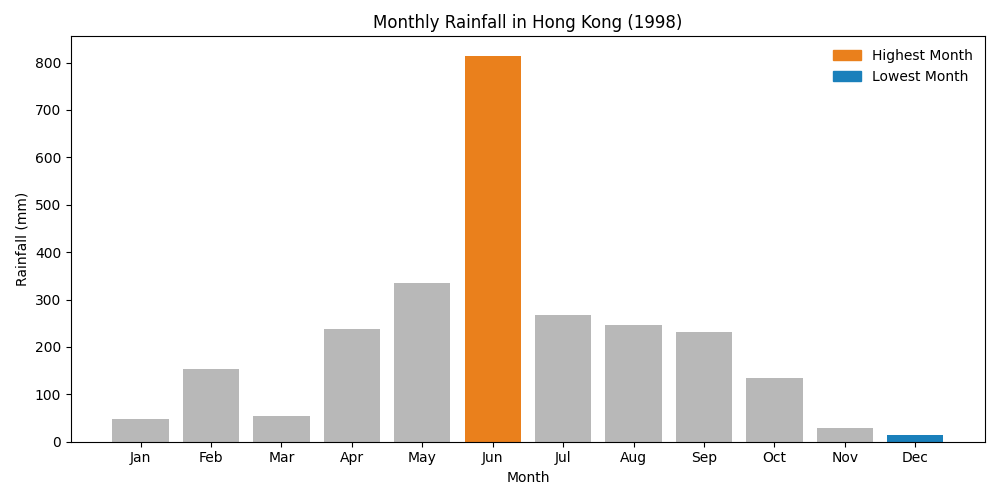 Monthly Rainfall in Hong Kong (1998)
Highest Month
Lowest Month
Rainfall (mm)
800
700
600
500
400
300
200
100
0
Jan Feb Mar Apr May Jun Jul Aug Sep Oct Nov Dec
Month